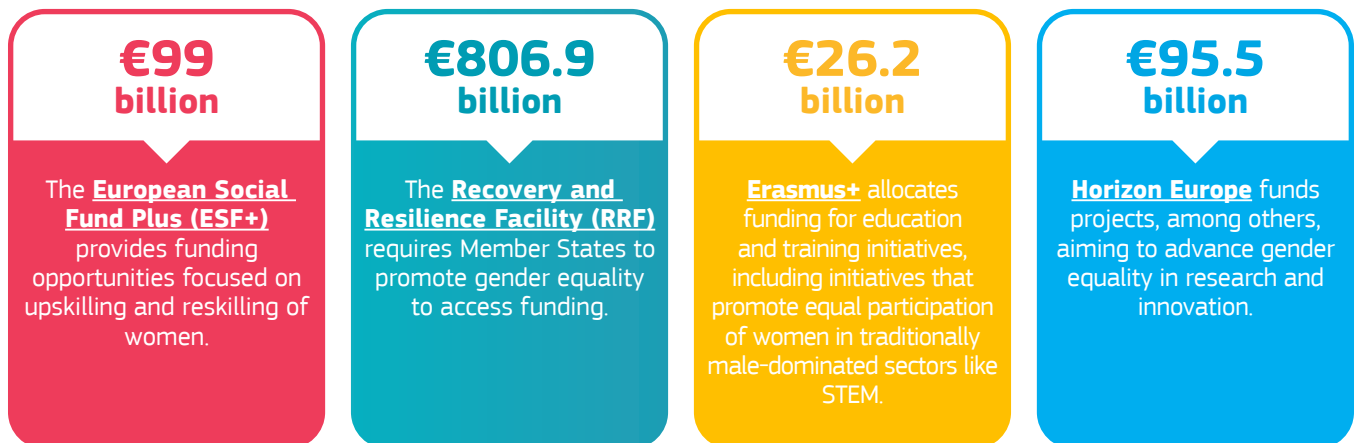 €99
billion
The European Social
Fund Plus (ESF+)
provides funding
opportunities focused on
upskilling and reskilling of
women.
€806.9
billion
The Recovery and
Resilience Facility (RRF)
requires Member States to
promote gender equality
to access funding.
€26.2
billion
Erasmus+ allocates
funding for education
and training initiatives,
including initiatives that
promote equal participation
of women in traditionally
male-dominated sectors like
STEM.
€95.5
billion
Horizon Europe funds
projects, among others,
aiming to advance gender
equality in research and
innovation.